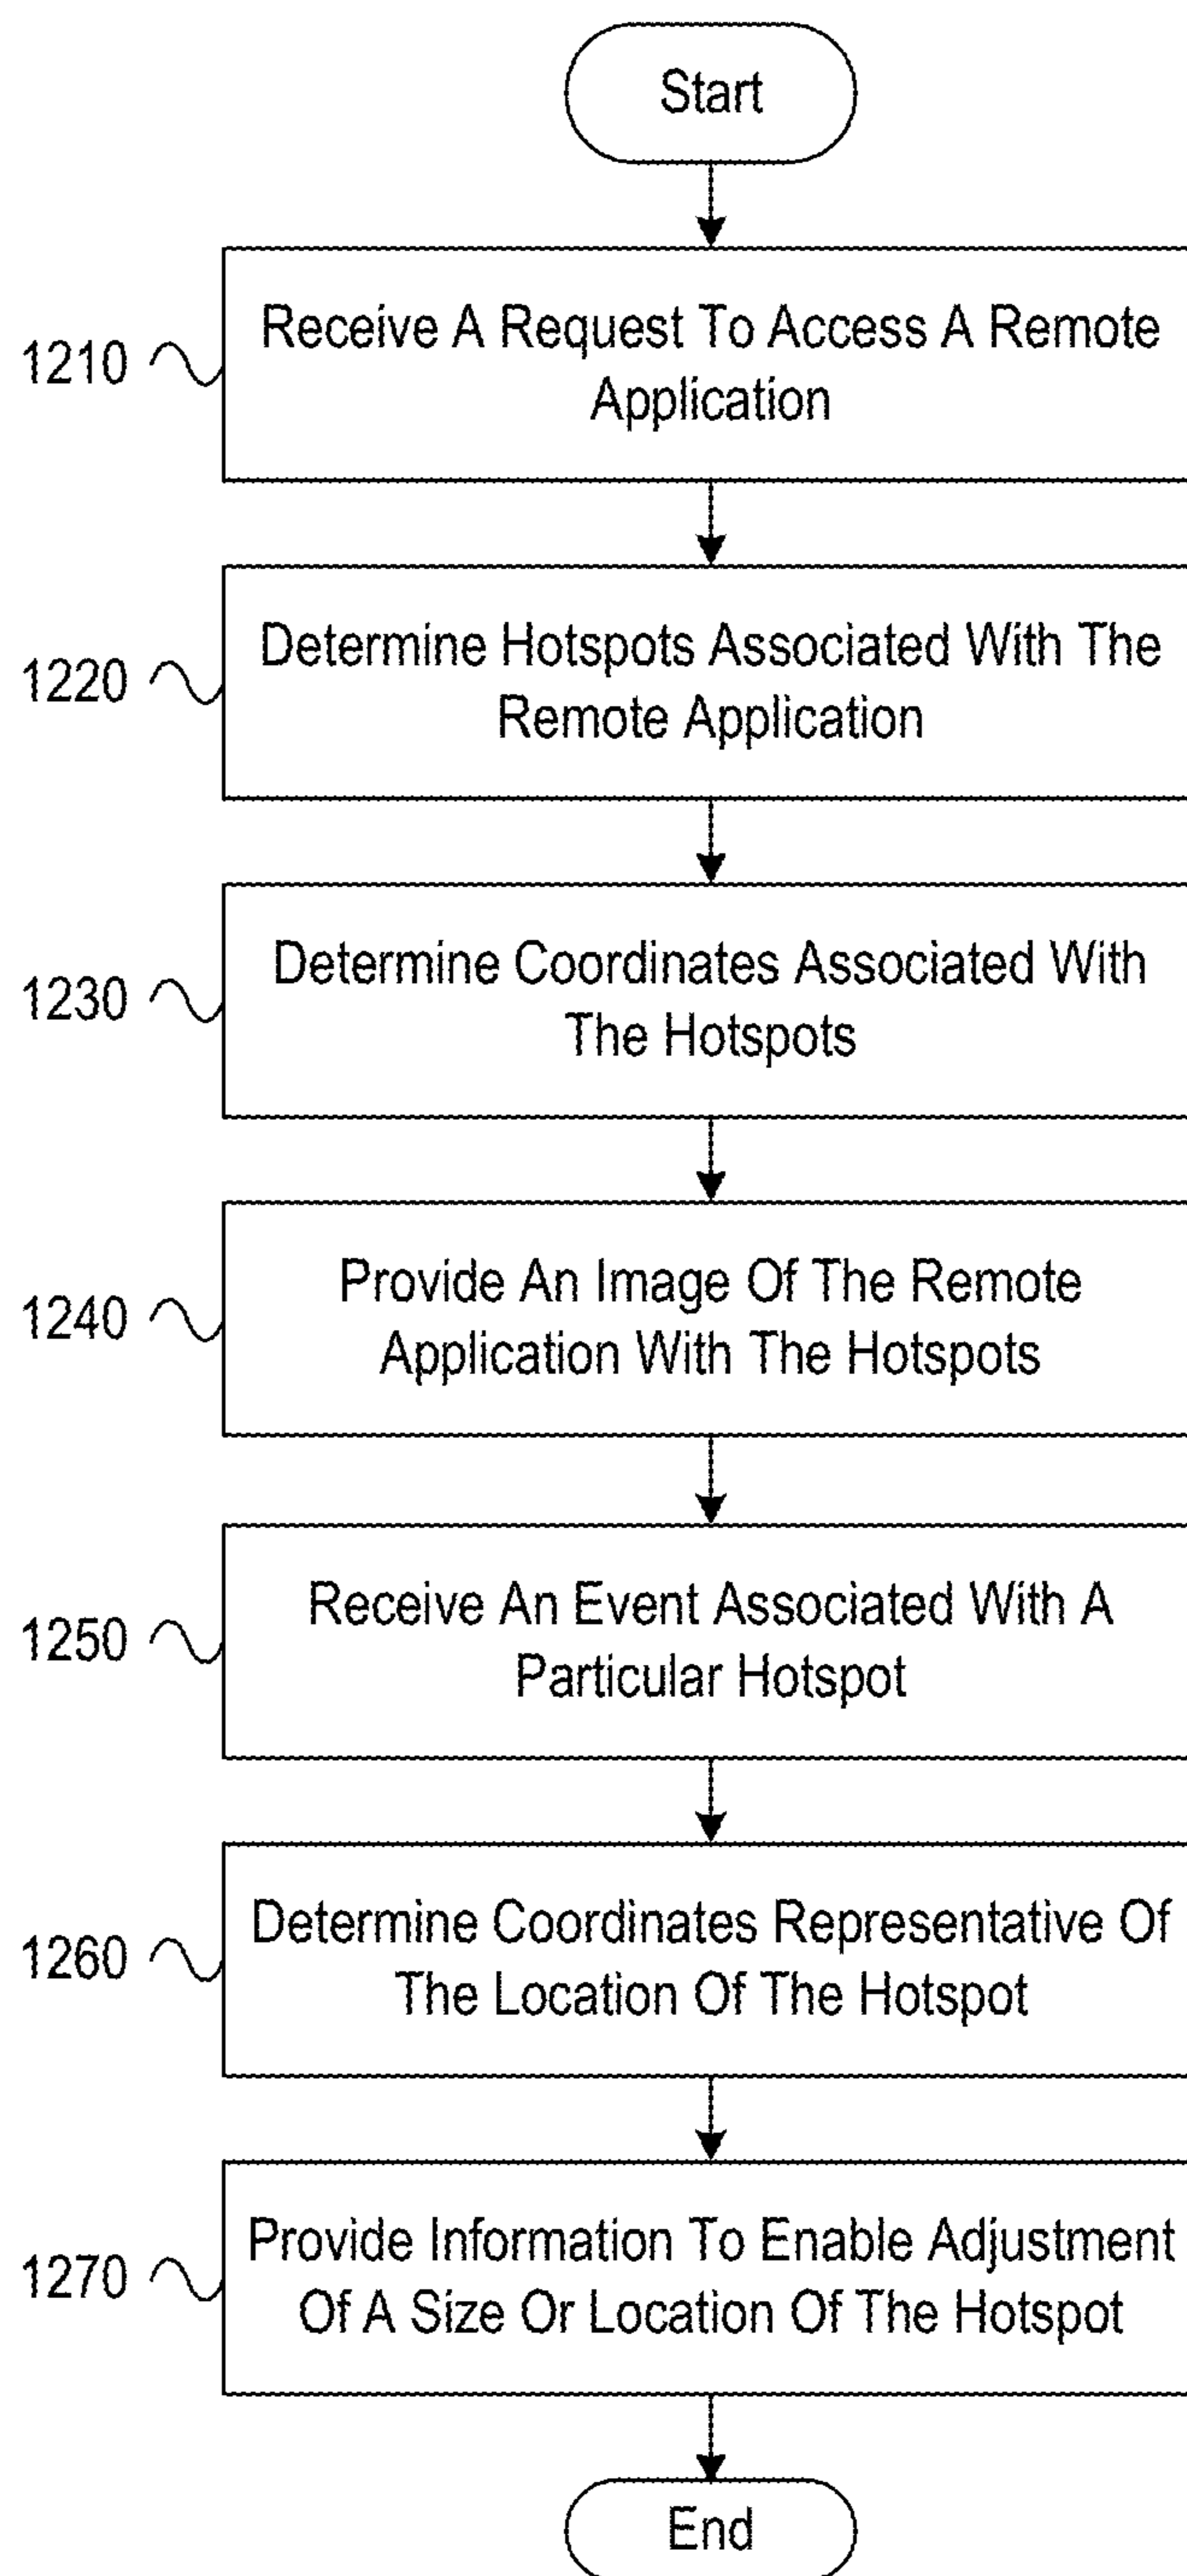 Start
1210
Receive A Request To Access A Remote
Application
1220
Determine Hotspots Associated With The
Remote Application
1230
Determine Coordinates Associated With
The Hotspots
1240
Provide An Image Of The Remote
Application With The Hotspots
1250
Receive An Event Associated With A
Particular Hotspot
1260
Determine Coordinates Representative Of
The Location Of The Hotspot
1270
Provide Information To Enable Adjustment
Of A Size Or Location Of The Hotspot
End